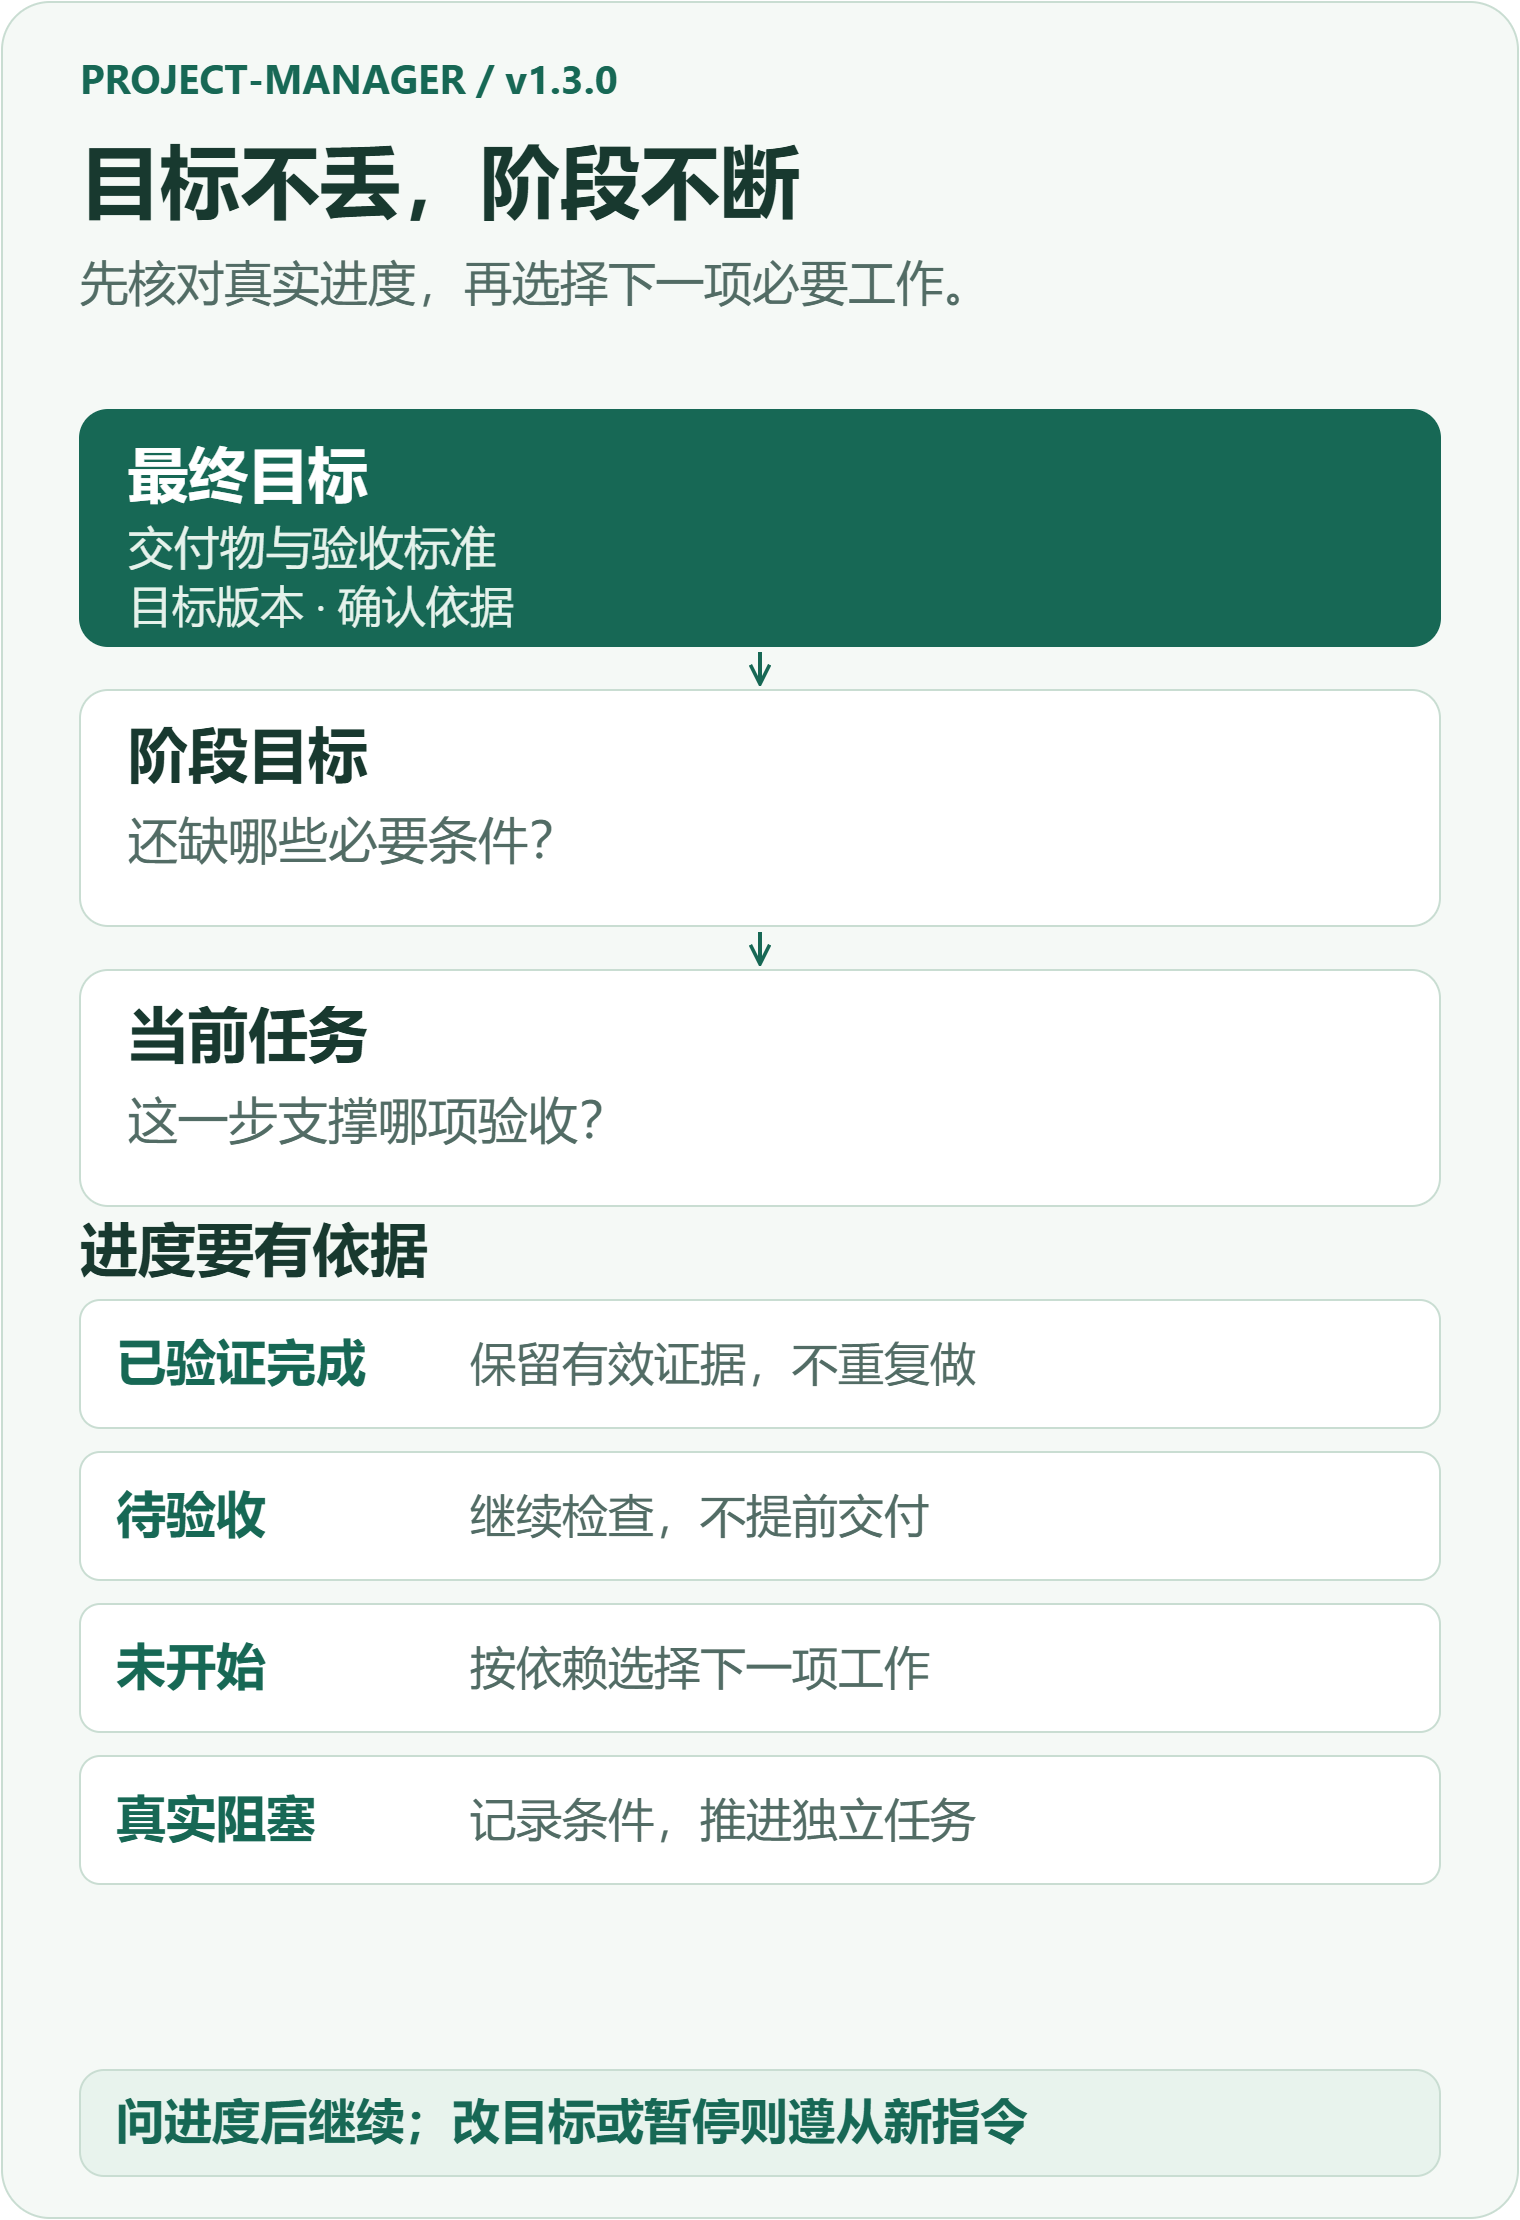 PROJECT-MANAGER / v1.3.0
目标不丢，阶段不断
先核对真实进度，再选择下一项必要工作。
最终目标
交付物与验收标准
目标版本 · 确认依据
阶段目标
还缺哪些必要条件？
当前任务
这一步支撑哪项验收？
进度要有依据
已验证完成 保留有效证据，不重复做
待验收 继续检查，不提前交付
未开始 按依赖选择下一项工作
真实阻塞 记录条件，推进独立任务
问进度后继续；改目标或暂停则遵从新指令